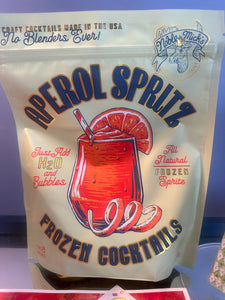 CRAFT COCKTAILS MADE IN THE USA
No Blenders, Ever!
APEROL SPRITZ
Just Add
H2O
and
Bubbles
All
Natural
FROZEN
Spritz
FROZEN COCKTAILS